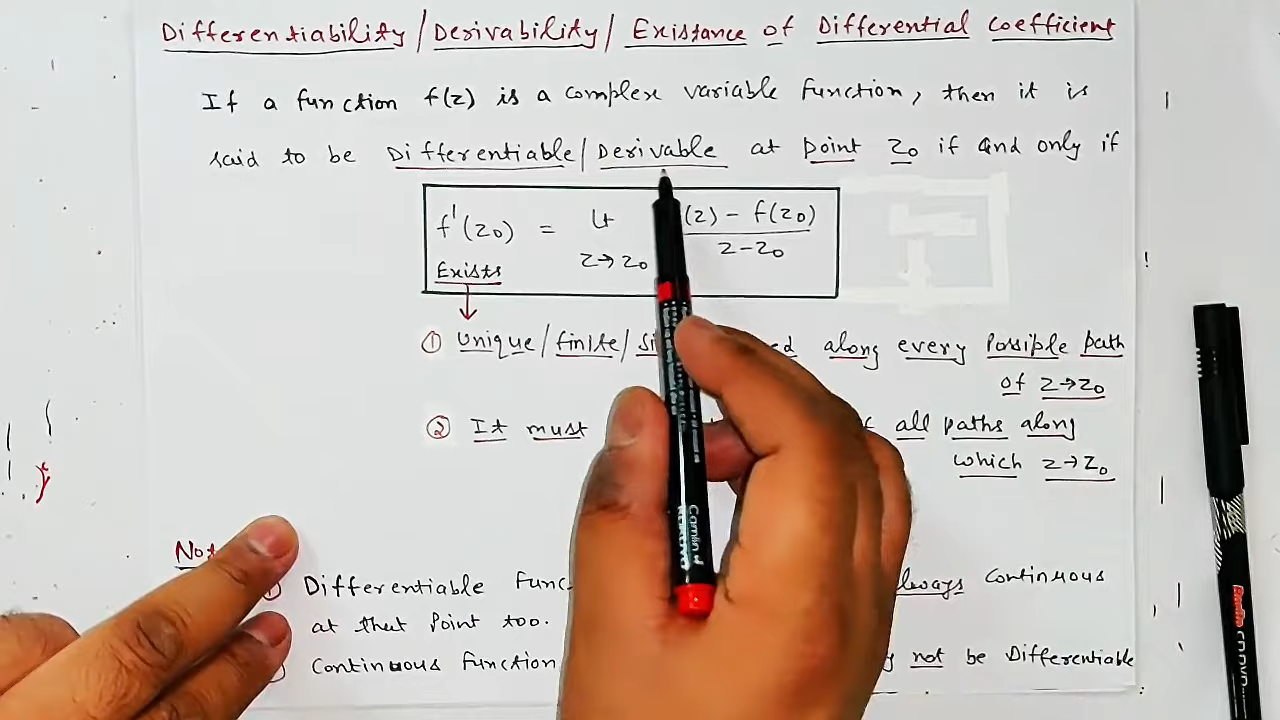 Differentiability/Derivability/Existance of Differential Coefficient
If a function f(z) is a complex variable function, then it is
said to be Differentiable/Derivable at point z₀ if and only if
f'(z₀) = Lt (z) - f(z₀)
z→z₀ z-z₀
Exists
① Unique/finite/ along every possible path
of z→z₀
② It must all paths along
which z→z₀
Differentiable always continuous
at that point too.
Continuous function not be Differentiable
Camlin